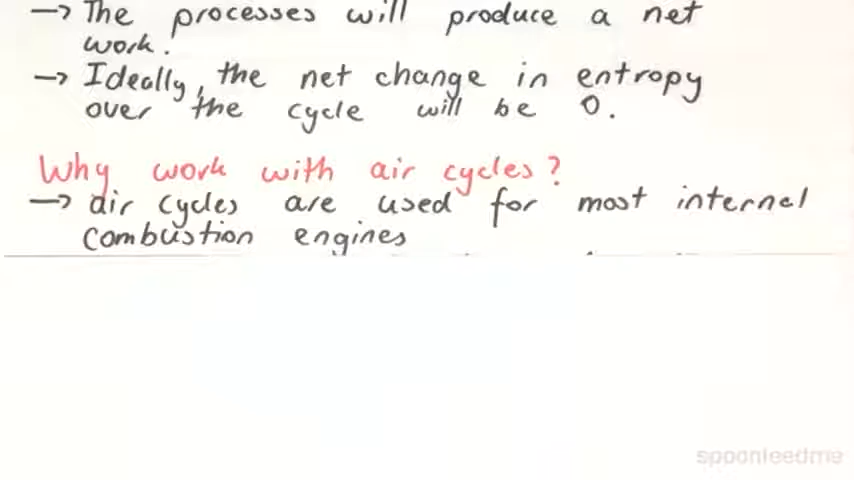 → The processes will produce a net
work.
→ Ideally, the net change in entropy
over the cycle will be 0.
Why work with air cycles?
→ air cycles are used for most internal
combustion engines
spoonfeedme